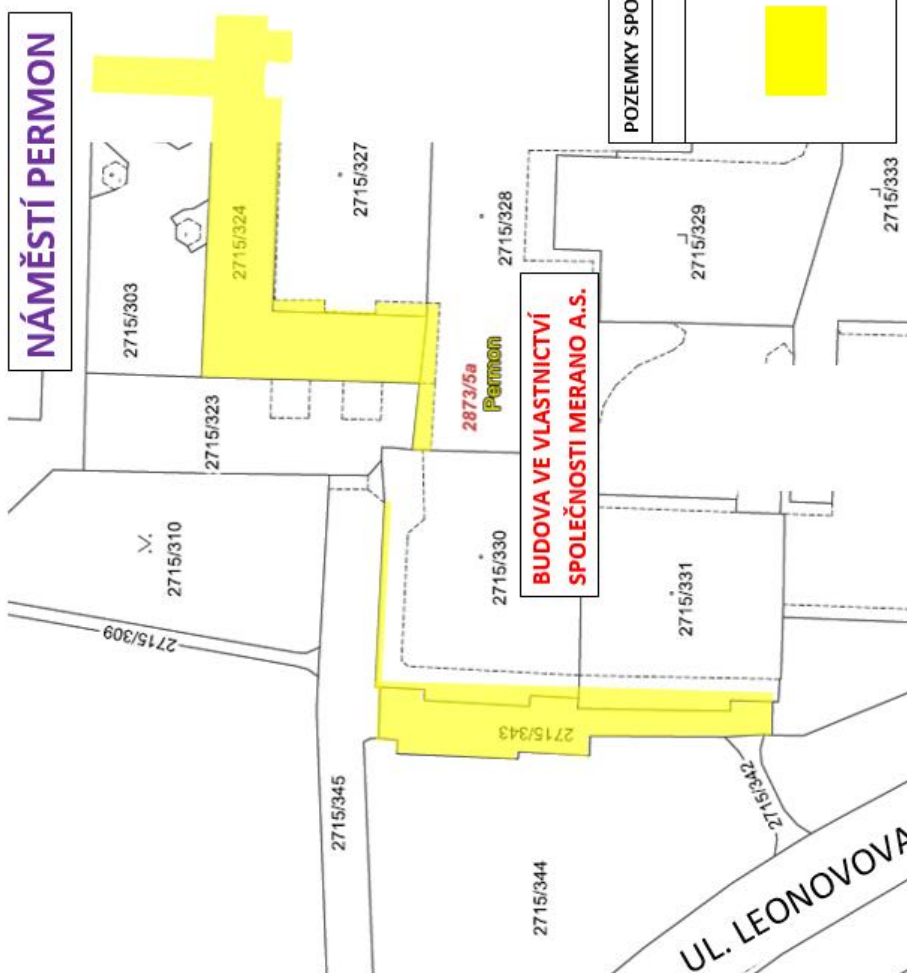 NÁMĚSTÍ PERMON
POZEMKY SPO
2715/303
2715/324
2715/327
2715/328
2715/329
2715/333
2715/323
2873/5a
Permon
BUDOVA VE VLASTNICTVÍ
SPOLEČNOSTI MERANO A.S.
2715/310
2715/309
2715/330
2715/331
2715/343
2715/345
2715/342
2715/344
UL. LEONOVOVA